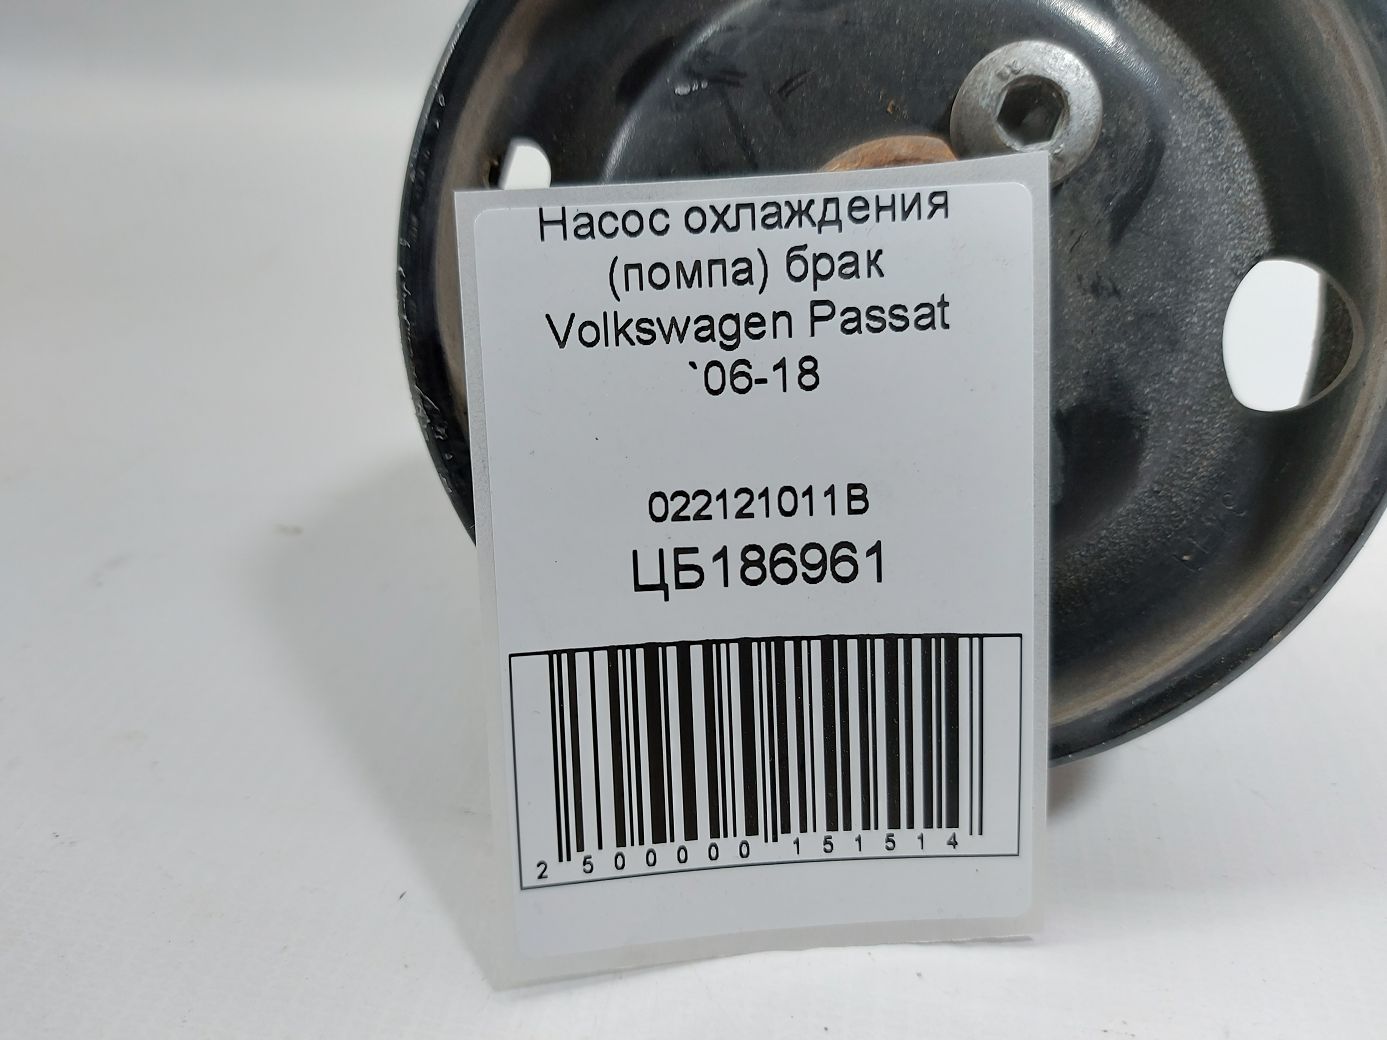 Насос охлаждения
(помпа) брак
Volkswagen Passat
`06-18
022121011B
ЦБ186961
2 500000 151514